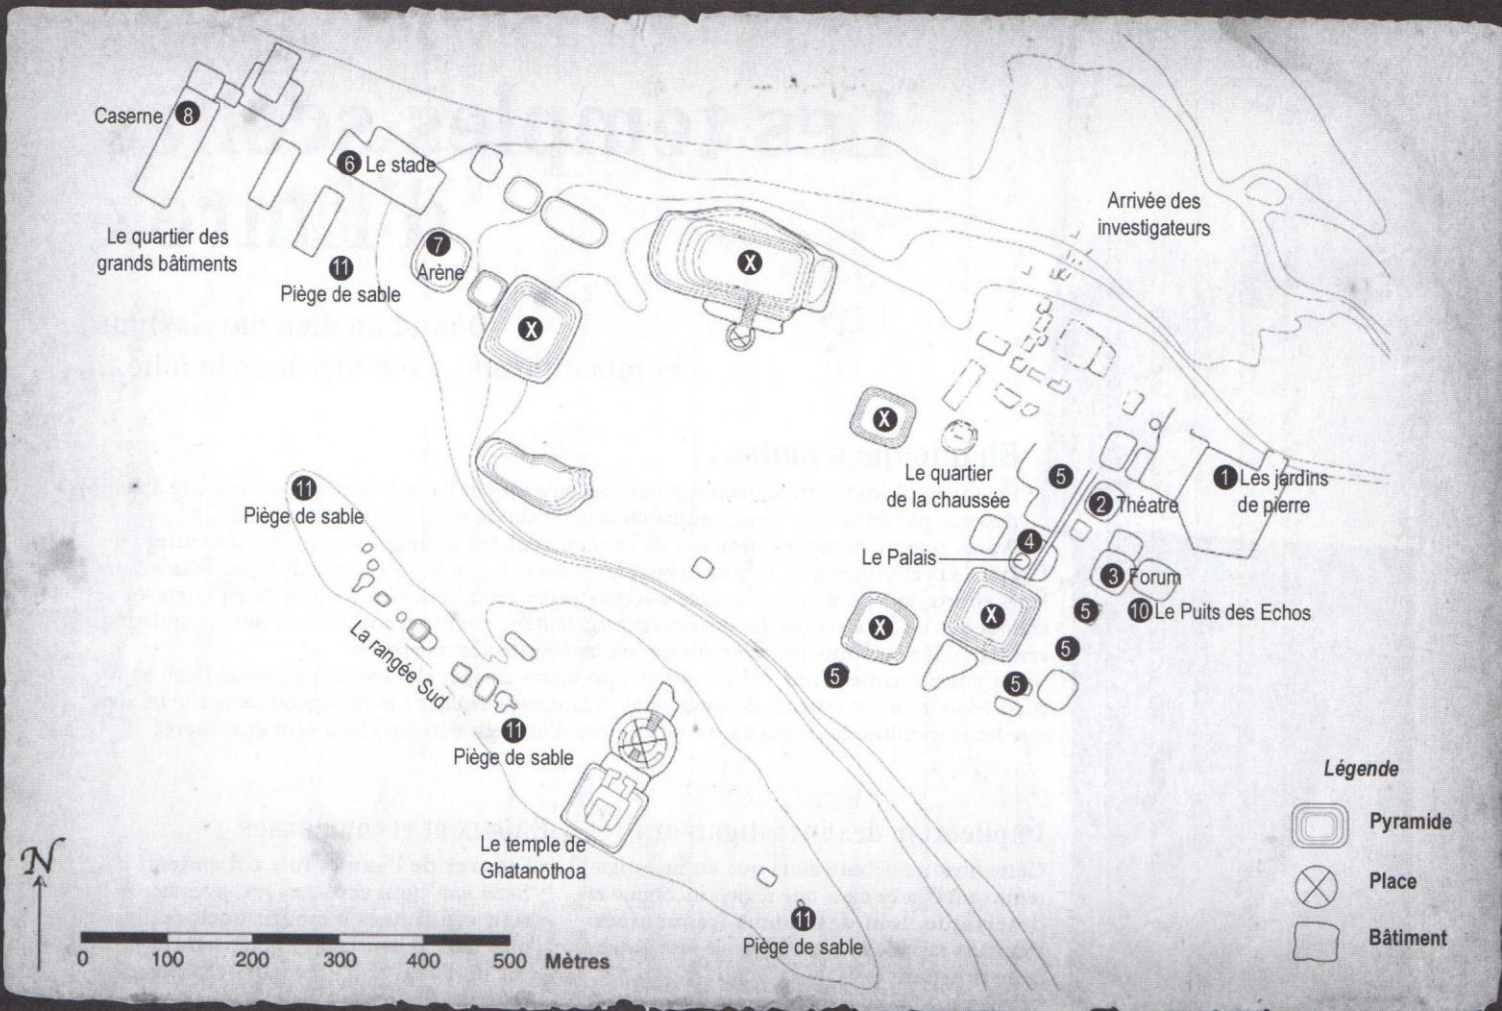 Caserne 8
6 Le stade
Le quartier des
grands bâtiments
11
Piège de sable
7
Arène
X
X
Arrivée des
investigateurs
X
Le quartier
de la chaussée
5
2 Théatre
1 Les jardins
de pierre
11
Piège de sable
4
Le Palais
3 Forum
X
X
5
10 Le Puits des Echos
5
5
5
La rangée Sud
11
Piège de sable
Le temple de
Ghatanothoa
11
Piège de sable
Légende
Pyramide
Place
Bâtiment
N
0 100 200 300 400 500 Mètres